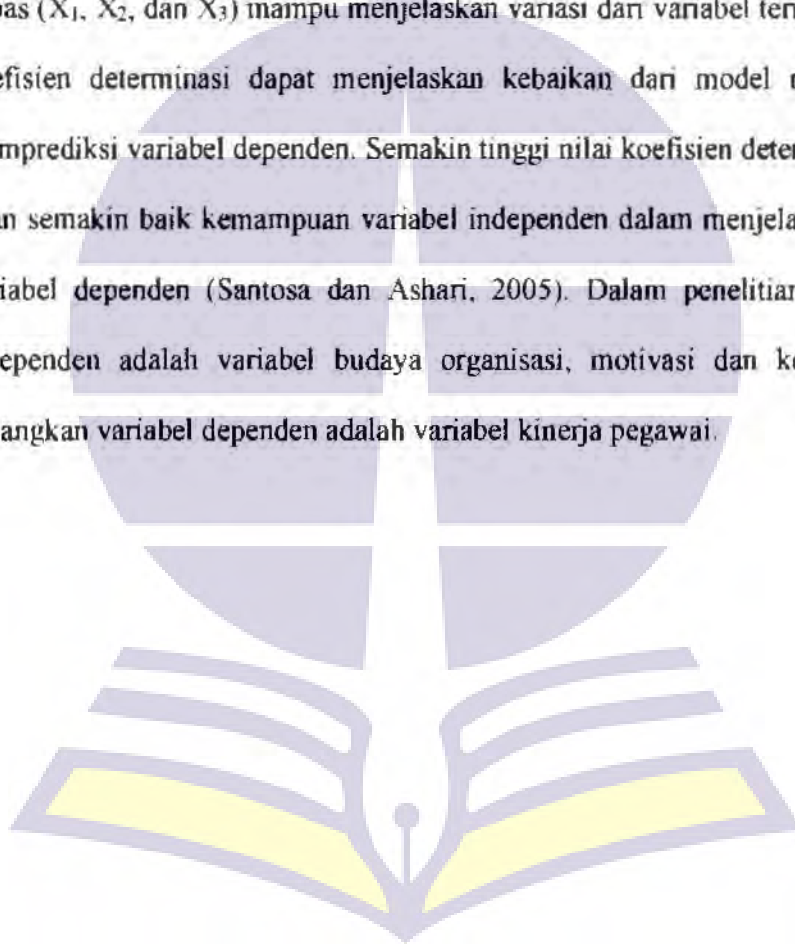 bas (X₁, X₂, dan X₃) mampu menjelaskan variasi dari variabel ter
efisien determinasi dapat menjelaskan kebaikan dari model r
mprediksi variabel dependen. Semakin tinggi nilai koefisien deter
an semakin baik kemampuan variabel independen dalam menjela
iabel dependen (Santosa dan Ashari, 2005). Dalam penelitian
dependen adalah variabel budaya organisasi, motivasi dan k
angkan variabel dependen adalah variabel kinerja pegawai.